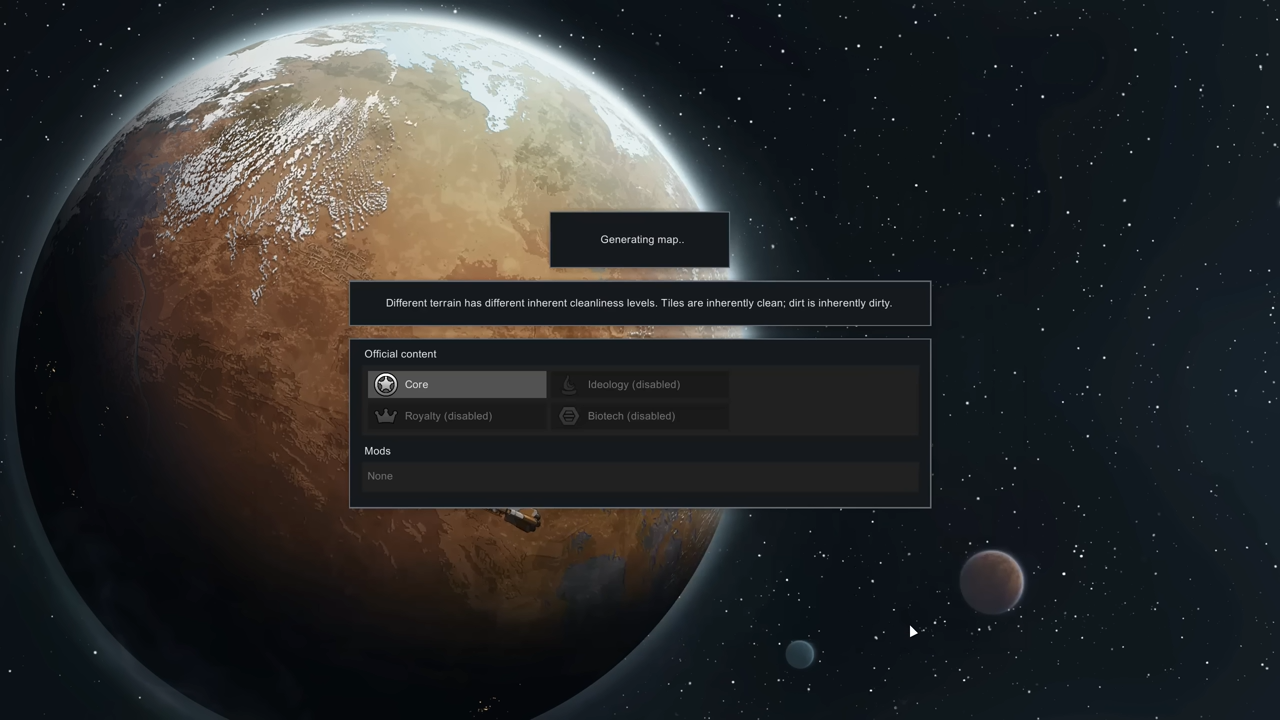 Generating map..
Different terrain has different inherent cleanliness levels. Tiles are inherently clean; dirt is inherently dirty.
Official content
Core
Ideology (disabled)
Royalty (disabled)
Biotech (disabled)
Mods
None